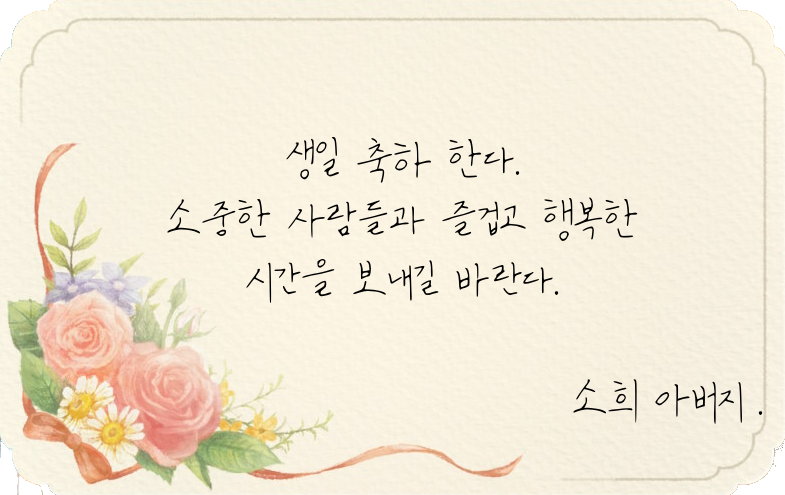 생일 축하 한다.
소중한 사람들과 즐겁고 행복한
시간을 보내길 바란다.
소희 아버지.